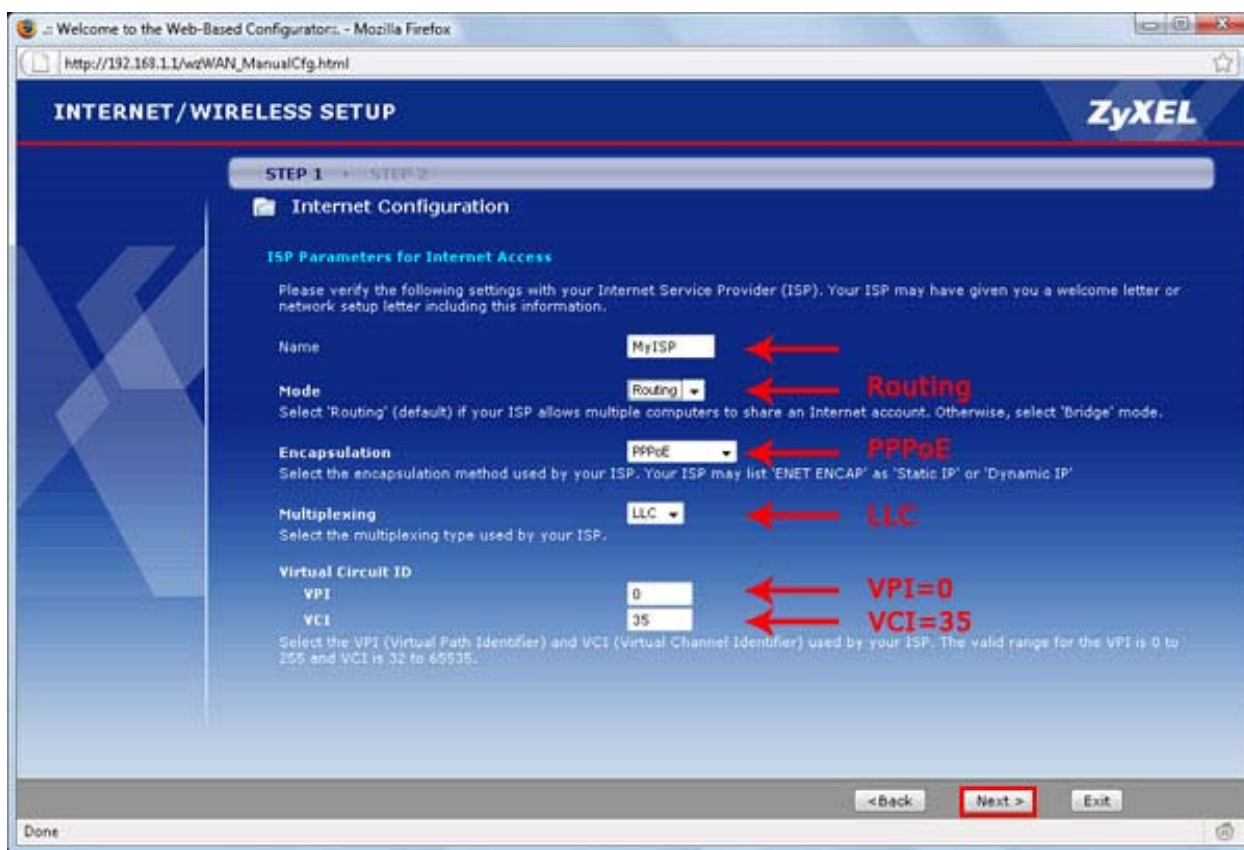 .:: Welcome to the Web-Based Configurator::. - Mozilla Firefox
http://192.168.1.1/wzWAN_ManualCfg.html
INTERNET/WIRELESS SETUP
ZyXEL
STEP 1 STEP 2
Internet Configuration
ISP Parameters for Internet Access
Please verify the following settings with your Internet Service Provider (ISP). Your ISP may have given you a welcome letter or
network setup letter including this information.
Name MyISP
Mode Routing Routing
Select 'Routing' (default) if your ISP allows multiple computers to share an Internet account. Otherwise, select 'Bridge' mode.
Encapsulation PPPoE PPPoE
Select the encapsulation method used by your ISP. Your ISP may list 'ENET ENCAP' as 'Static IP' or 'Dynamic IP'
Multiplexing LLC LLC
Select the multiplexing type used by your ISP.
Virtual Circuit ID
VPI 0 VPI=0
VCI 35 VCI=35
Select the VPI (Virtual Path Identifier) and VCI (Virtual Channel Identifier) used by your ISP. The valid range for the VPI is 0 to
255 and VCI is 32 to 65535.
<Back Next > Exit
Done